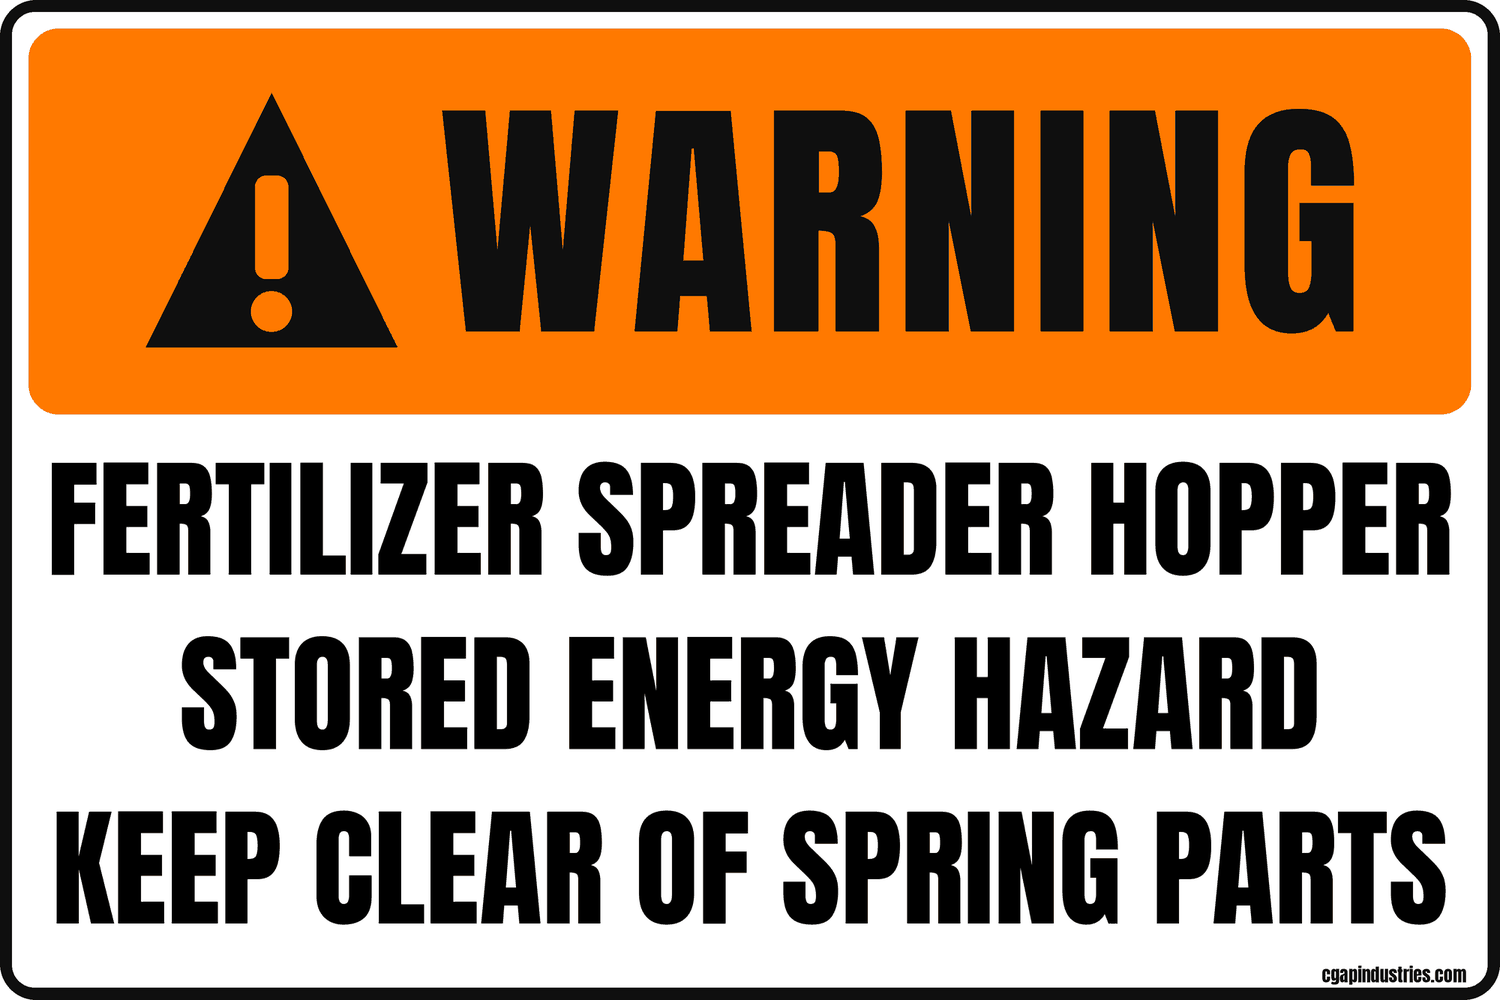 WARNING
FERTILIZER SPREADER HOPPER
STORED ENERGY HAZARD
KEEP CLEAR OF SPRING PARTS
cgapindustries.com